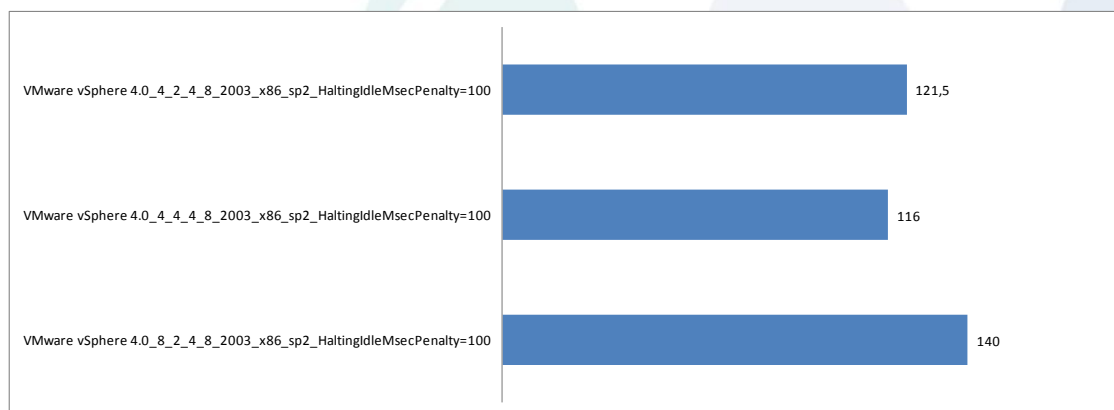 VMware vSphere 4.0_4_2_4_8_2003_x86_sp2_HaltingIdleMsecPenalty=100
121,5
VMware vSphere 4.0_4_4_4_8_2003_x86_sp2_HaltingIdleMsecPenalty=100
116
VMware vSphere 4.0_8_2_4_8_2003_x86_sp2_HaltingIdleMsecPenalty=100
140